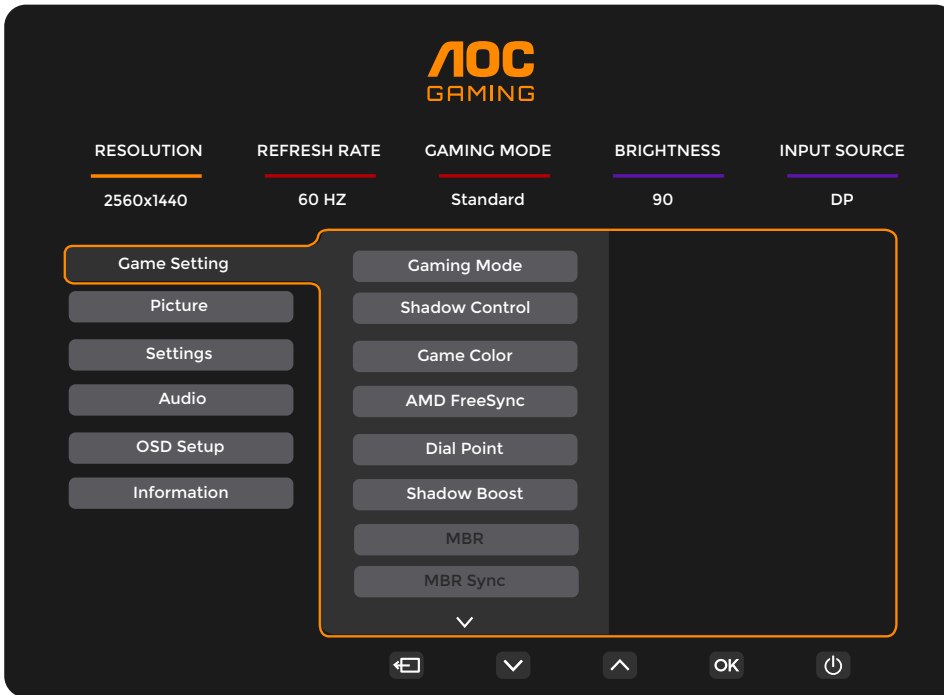 AOC
GAMING
RESOLUTION REFRESH RATE GAMING MODE BRIGHTNESS INPUT SOURCE
2560x1440 60 HZ Standard 90 DP
Game Setting
Picture
Settings
Audio
OSD Setup
Information
Gaming Mode
Shadow Control
Game Color
AMD FreeSync
Dial Point
Shadow Boost
MBR
MBR Sync
OK